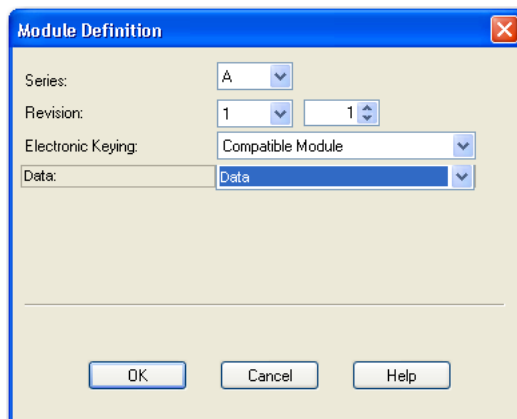 Module Definition
Series: A
Revision: 1 1
Electronic Keying: Compatible Module
Data: Data
OK Cancel Help